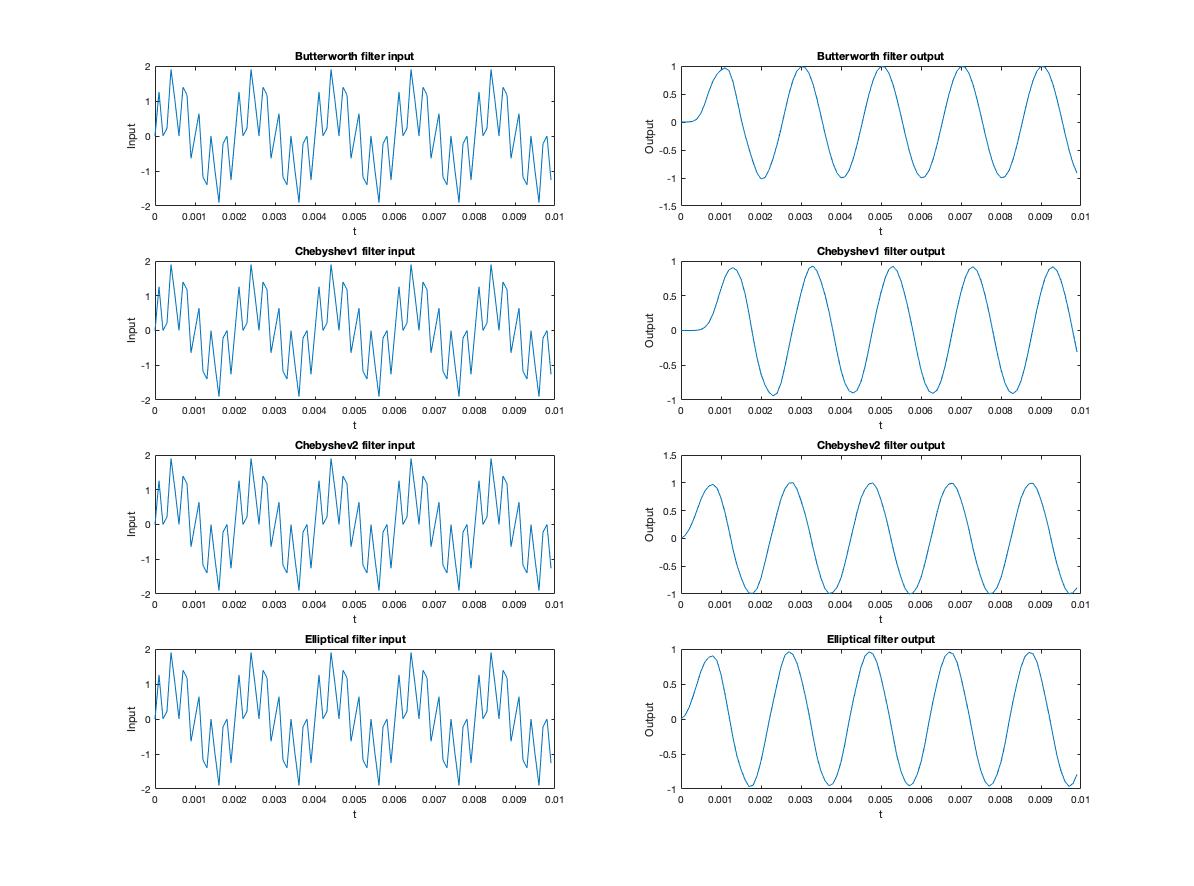 Butterworth filter input
2
1
0
-1
-2
Input
0 0.001 0.002 0.003 0.004 0.005 0.006 0.007 0.008 0.009 0.01
t
Butterworth filter output
1
0.5
0
-0.5
-1
-1.5
Output
0 0.001 0.002 0.003 0.004 0.005 0.006 0.007 0.008 0.009 0.01
t
Chebyshev1 filter input
2
1
0
-1
-2
Input
0 0.001 0.002 0.003 0.004 0.005 0.006 0.007 0.008 0.009 0.01
t
Chebyshev1 filter output
1
0.5
0
-0.5
-1
Output
0 0.001 0.002 0.003 0.004 0.005 0.006 0.007 0.008 0.009 0.01
t
Chebyshev2 filter input
2
1
0
-1
-2
Input
0 0.001 0.002 0.003 0.004 0.005 0.006 0.007 0.008 0.009 0.01
t
Chebyshev2 filter output
1.5
1
0.5
0
-0.5
-1
Output
0 0.001 0.002 0.003 0.004 0.005 0.006 0.007 0.008 0.009 0.01
t
Elliptical filter input
2
1
0
-1
-2
Input
0 0.001 0.002 0.003 0.004 0.005 0.006 0.007 0.008 0.009 0.01
t
Elliptical filter output
1
0.5
0
-0.5
-1
Output
0 0.001 0.002 0.003 0.004 0.005 0.006 0.007 0.008 0.009 0.01
t